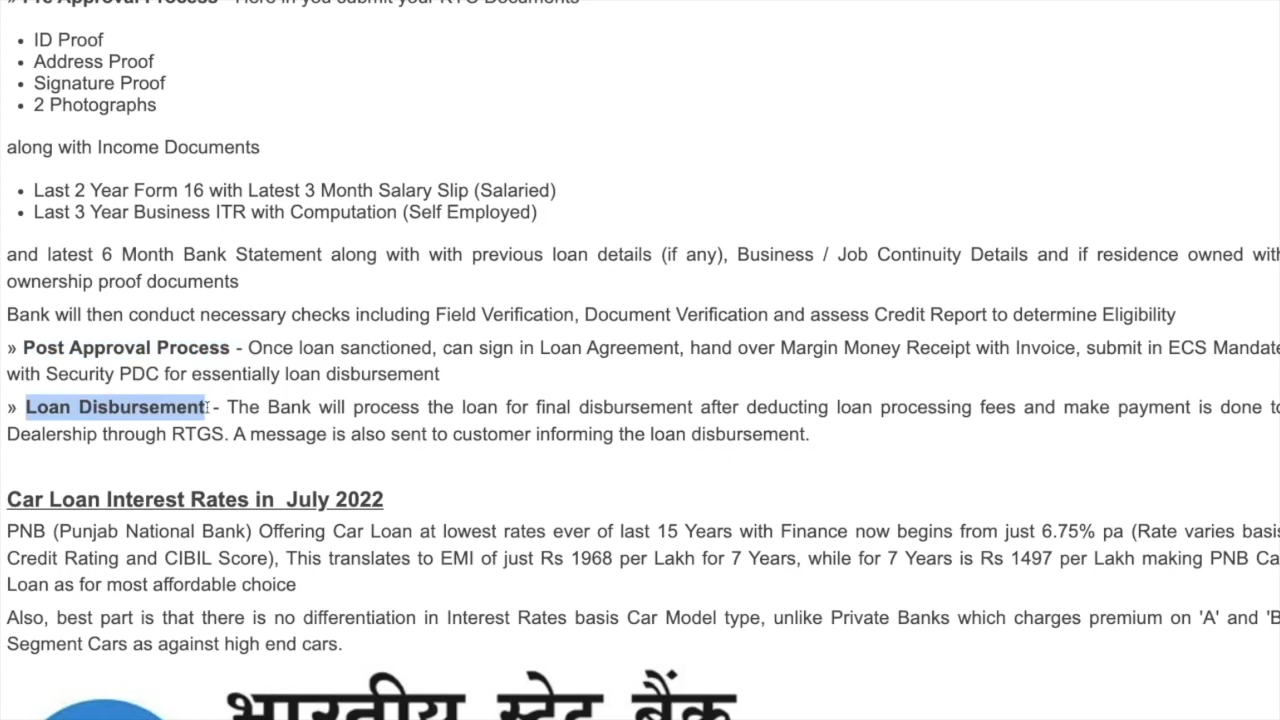 » Pre Approval Process - Here in you submit your KYC Documents
• ID Proof
• Address Proof
• Signature Proof
• 2 Photographs
along with Income Documents
• Last 2 Year Form 16 with Latest 3 Month Salary Slip (Salaried)
• Last 3 Year Business ITR with Computation (Self Employed)
and latest 6 Month Bank Statement along with with previous loan details (if any), Business / Job Continuity Details and if residence owned with
ownership proof documents
Bank will then conduct necessary checks including Field Verification, Document Verification and assess Credit Report to determine Eligibility
» Post Approval Process - Once loan sanctioned, can sign in Loan Agreement, hand over Margin Money Receipt with Invoice, submit in ECS Mandate
with Security PDC for essentially loan disbursement
» Loan Disbursement - The Bank will process the loan for final disbursement after deducting loan processing fees and make payment is done to
Dealership through RTGS. A message is also sent to customer informing the loan disbursement.
Car Loan Interest Rates in July 2022
PNB (Punjab National Bank) Offering Car Loan at lowest rates ever of last 15 Years with Finance now begins from just 6.75% pa (Rate varies basis
Credit Rating and CIBIL Score), This translates to EMI of just Rs 1968 per Lakh for 7 Years, while for 7 Years is Rs 1497 per Lakh making PNB Ca
Loan as for most affordable choice
Also, best part is that there is no differentiation in Interest Rates basis Car Model type, unlike Private Banks which charges premium on 'A' and 'B
Segment Cars as against high end cars.
भारतीय स्टेट बैंक